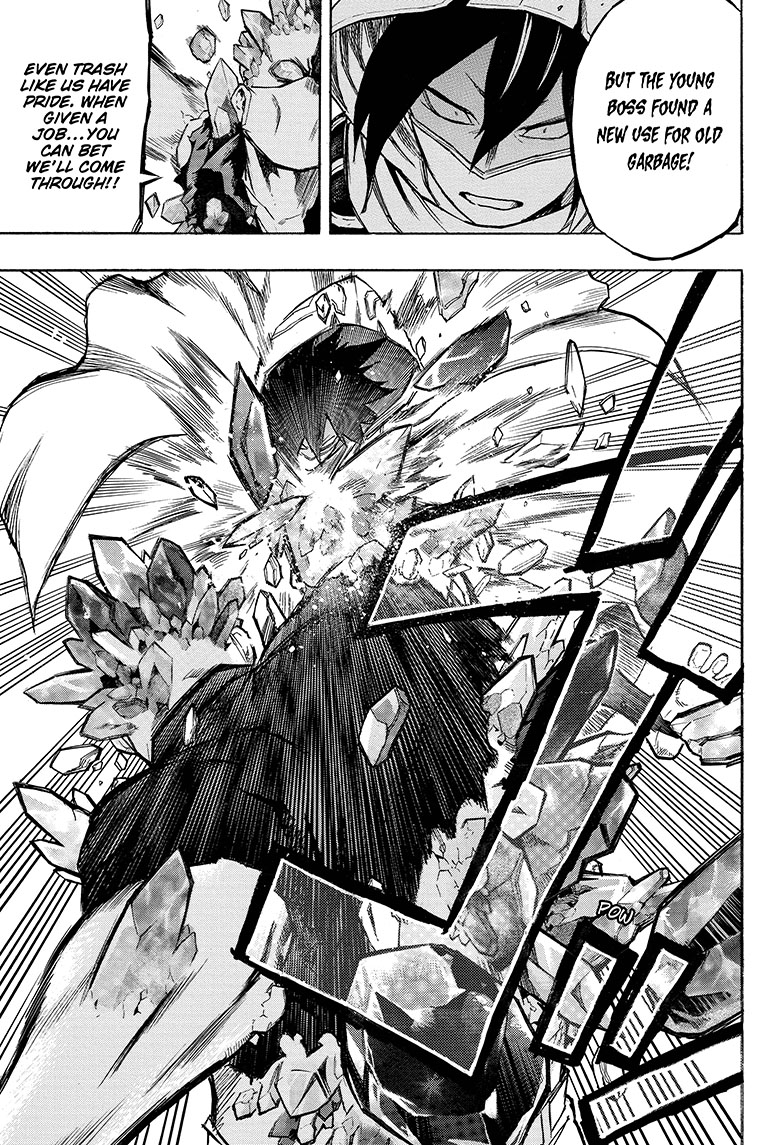 BUT THE YOUNG
BOSS FOUND A
NEW USE FOR OLD
GARBAGE!
EVEN TRASH
LIKE US HAVE
PRIDE. WHEN
GIVEN A
JOB...YOU
CAN BET
WE'LL COME
THROUGH!!
POW